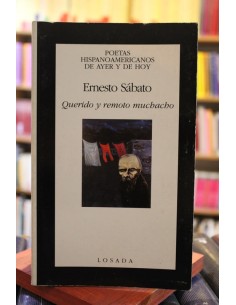 POETAS
HISPANOAMERICANOS
DE AYER Y DE HOY
Ernesto Sábato
Querido y remoto muchacho
LOSADA